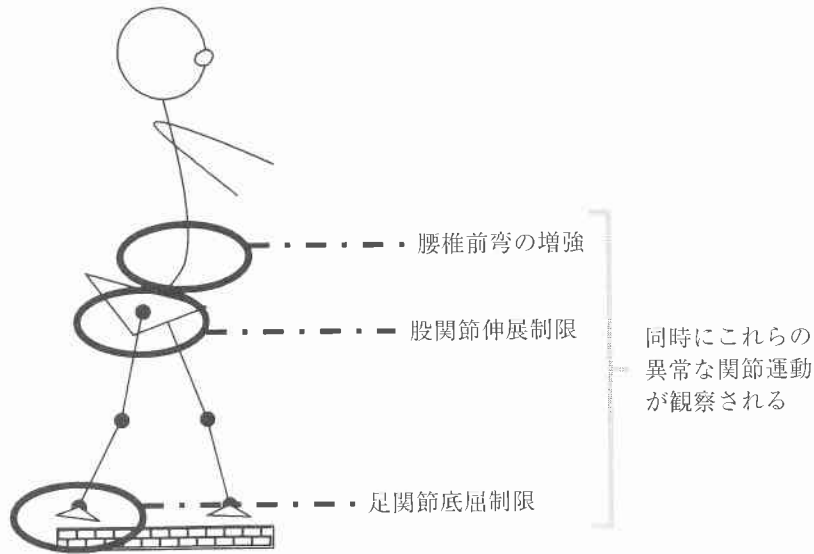 腰椎前弯の増強
股関節伸展制限
同時にこれらの
異常な関節運動
が観察される
足関節底屈制限